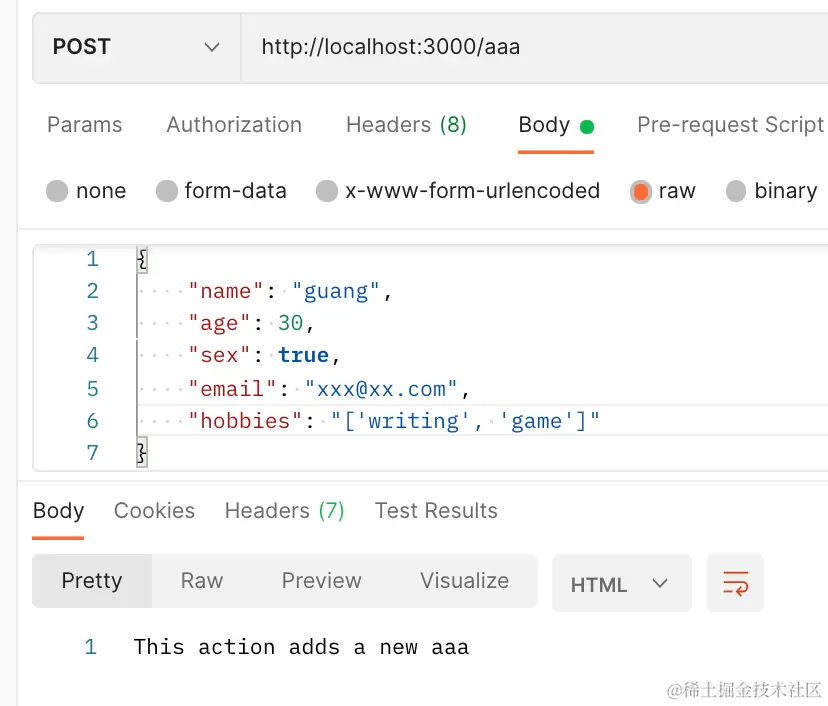 POST http://localhost:3000/aaa
Params Authorization Headers (8) Body Pre-request Script
none form-data x-www-form-urlencoded raw binary
1 {
2 "name": "guang",
3 "age": 30,
4 "sex": true,
5 "email": "xxx@xx.com",
6 "hobbies": "['writing', 'game']"
7 }
Body Cookies Headers (7) Test Results
Pretty Raw Preview Visualize HTML
1 This action adds a new aaa
@稀土掘金技术社区